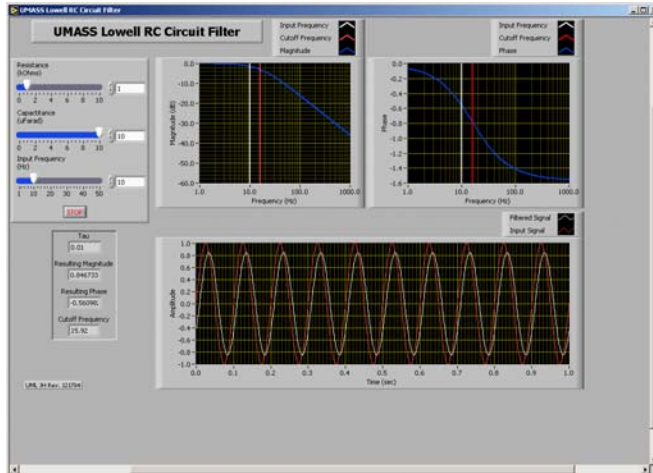 UMASS Lowell RC Circuit Filter
UMASS Lowell RC Circuit Filter
Resistance
(kOhms)
0 2 4 6 8 10
1
Capacitance
(uFarad)
0 2 4 6 8 10
10
Input Frequency
(Hz)
1 10 20 30 40 50
10
STOP
Tau
0.01
Resulting Magnitude
0.846733
Resulting Phase
-0.560982
Cutoff Frequency
15.92
UML JH Rev. 121704
Input Frequency
Cutoff Frequency
Magnitude
Magnitude (dB)
0.0
-10.0
-20.0
-30.0
-40.0
-50.0
-60.0
1.0 10.0 100.0 1000.0
Frequency (Hz)
Input Frequency
Cutoff Frequency
Phase
Phase
0.0
-0.2
-0.4
-0.6
-0.8
-1.0
-1.2
-1.4
-1.6
1.0 10.0 100.0 1000.0
Frequency (Hz)
Filtered Signal
Input Signal
Amplitude
1.0
0.8
0.6
0.4
0.2
0.0
-0.2
-0.4
-0.6
-0.8
-1.0
0.0 0.1 0.2 0.3 0.4 0.5 0.6 0.7 0.8 0.9 1.0
Time (sec)